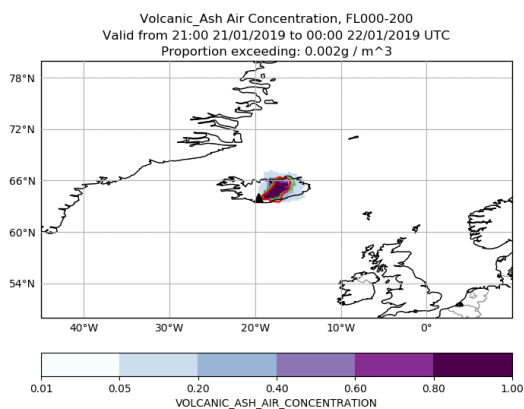 Volcanic_Ash Air Concentration, FL000-200
Valid from 21:00 21/01/2019 to 00:00 22/01/2019 UTC
Proportion exceeding: 0.002g / m^3
78°N
72°N
66°N
60°N
54°N
40°W 30°W 20°W 10°W 0°
0.01 0.05 0.20 0.40 0.60 0.80 1.00
VOLCANIC_ASH_AIR_CONCENTRATION